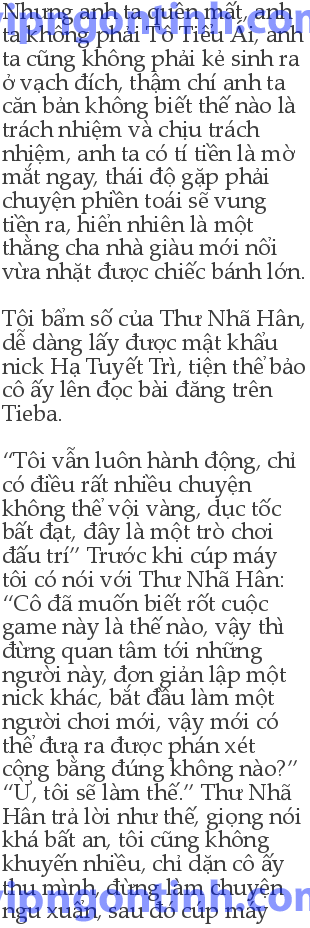 Nhưng anh ta quên mất, anh
ta không phải Tô Tiểu Ái, anh
ta cũng không phải kẻ sinh ra
ở vạch đích, thậm chí anh ta
căn bản không biết thế nào là
trách nhiệm và chịu trách
nhiệm, anh ta có tí tiền là mờ
mắt ngay, thái độ gặp phải
chuyện phiền toái sẽ vung
tiền ra, hiển nhiên là một
thằng cha nhà giàu mới nổi
vừa nhặt được chiếc bánh lớn.
Tôi bấm số của Thư Nhã Hân,
dễ dàng lấy được mật khẩu
nick Hạ Tuyết Trì, tiện thể bảo
cô ấy lên đọc bài đăng trên
Tieba.
“Tôi vẫn luôn hành động, chỉ
có điều rất nhiều chuyện
không thể vội vàng, dục tốc
bất đạt, đây là một trò chơi
đấu trí” Trước khi cúp máy
tôi có nói với Thư Nhã Hân:
“Cô đã muốn biết rốt cuộc
game này là thế nào, vậy thì
đừng quan tâm tới những
người này, đơn giản lập một
nick khác, bắt đầu làm một
người chơi mới, vậy mới có
thể đưa ra được phán xét
công bằng đúng không nào?”
“Ừ, tôi sẽ làm thế.” Thư Nhã
Hân trả lời như thế, giọng nói
khá bất an, tôi cũng không
khuyến nhiều, chỉ dặn cô ấy
thu mình, đừng làm chuyện
ngu xuẩn, sau đó cúp máy
vipngontinh.com
vipngontinh.com